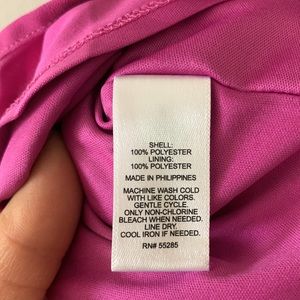 SHELL:
100% POLYESTER
LINING:
100% POLYESTER
MADE IN PHILIPPINES
MACHINE WASH COLD
WITH LIKE COLORS.
GENTLE CYCLE.
ONLY NON-CHLORINE
BLEACH WHEN NEEDED.
LINE DRY.
COOL IRON IF NEEDED.
RN# 55285